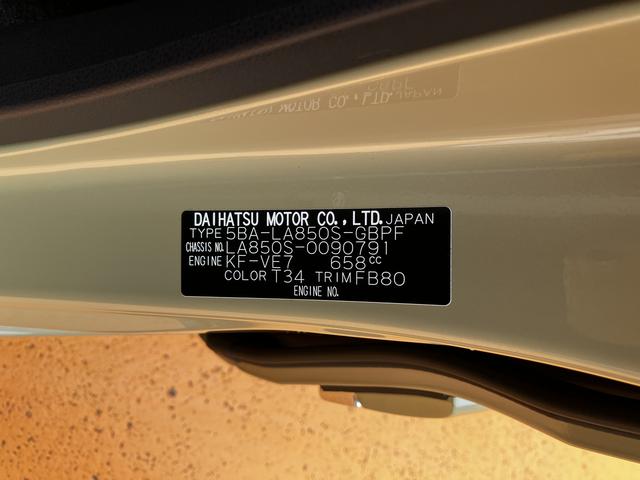 DAIHATSU MOTOR CO., LTD. JAPAN
TYPE 5BA-LA850S-GBPF
CHASSIS NO. LA850S-0090791
ENGINE KF-VE7 658cc
COLOR T34 TRIM FB80
ENGINE NO.